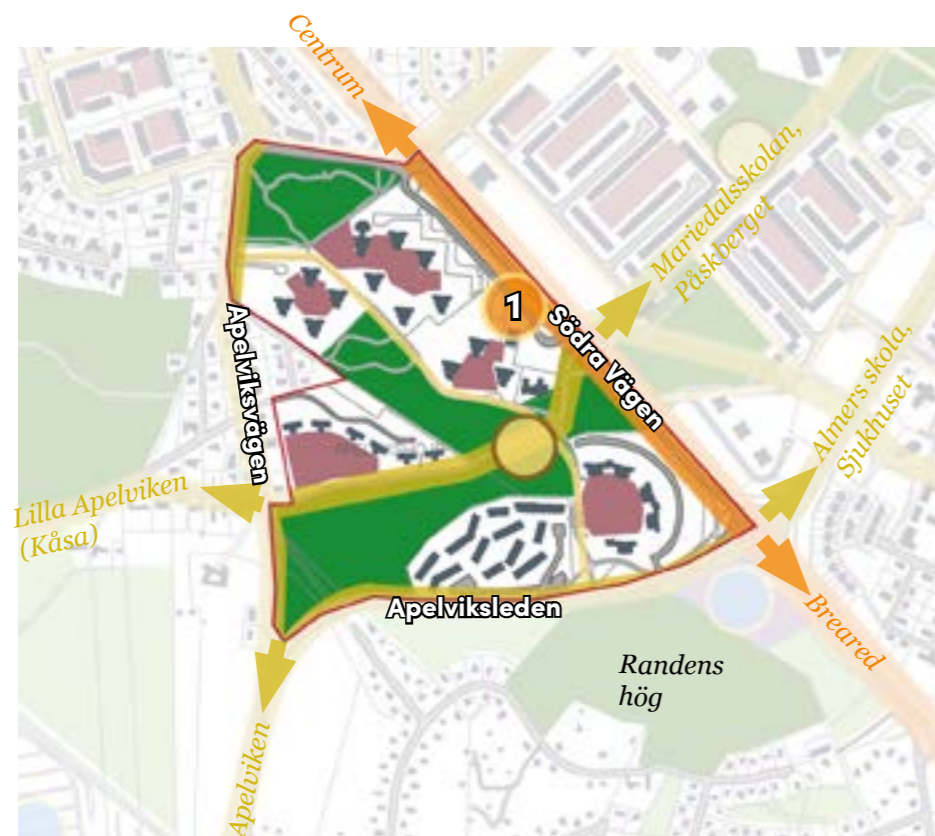 Centrum
Mariedalsskolan,
Påskberget
1
Södra Vägen
Apelviksvägen
Almers skola,
Sjukhuset
Lilla Apelviken
(Kåsa)
Apelviksleden
Breared
Randens
hög
Apelviken